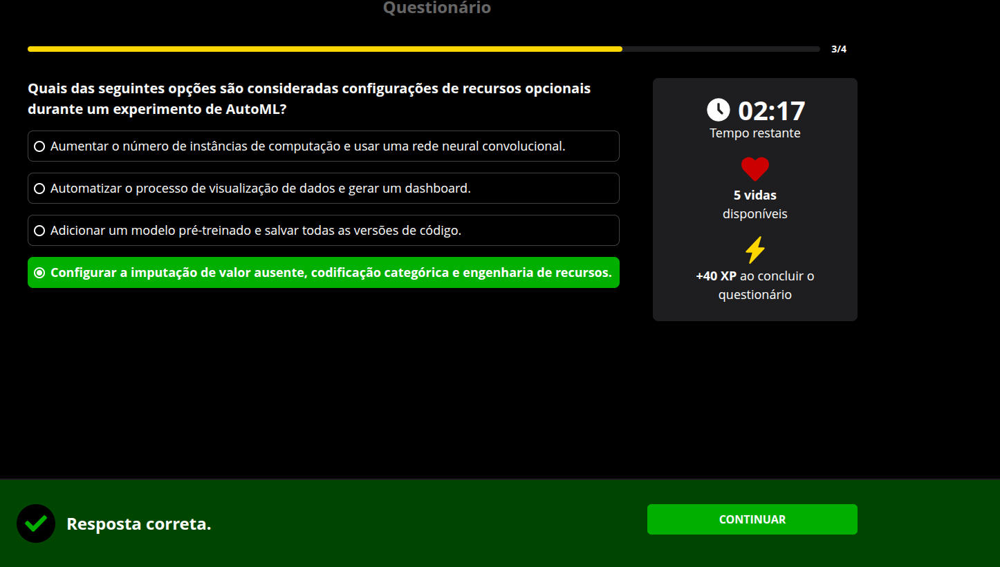 Questionário
3/4
Quais das seguintes opções são consideradas configurações de recursos opcionais
durante um experimento de AutoML?
Aumentar o número de instâncias de computação e usar uma rede neural convolucional.
Automatizar o processo de visualização de dados e gerar um dashboard.
Adicionar um modelo pré-treinado e salvar todas as versões de código.
Configurar a imputação de valor ausente, codificação categórica e engenharia de recursos.
02:17
Tempo restante
5 vidas
disponíveis
+40 XP ao concluir o
questionário
Resposta correta.
CONTINUAR